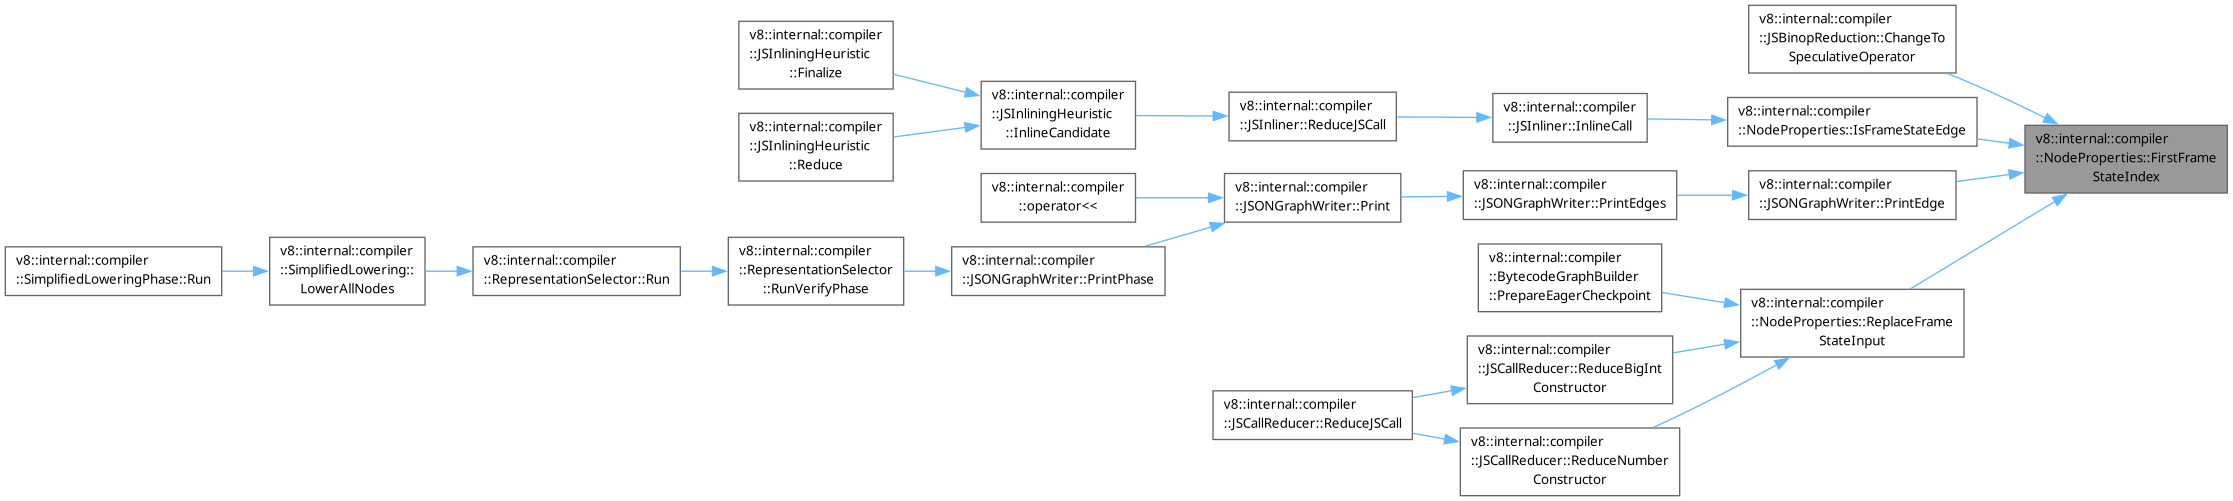 v8::internal::compiler
::JSInliningHeuristic
::Finalize
v8::internal::compiler
::JSInliningHeuristic
::Reduce
v8::internal::compiler
::JSInliningHeuristic
::InlineCandidate
v8::internal::compiler
::JSInliner::ReduceJSCall
v8::internal::compiler
::JSInliner::InlineCall
v8::internal::compiler
::JSBinopReduction::ChangeTo
SpeculativeOperator
v8::internal::compiler
::NodeProperties::IsFrameStateEdge
v8::internal::compiler
::NodeProperties::FirstFrame
StateIndex
v8::internal::compiler
::operator<<
v8::internal::compiler
::JSONGraphWriter::Print
v8::internal::compiler
::JSONGraphWriter::PrintEdges
v8::internal::compiler
::JSONGraphWriter::PrintEdge
v8::internal::compiler
::SimplifiedLoweringPhase::Run
v8::internal::compiler
::SimplifiedLowering::
LowerAllNodes
v8::internal::compiler
::RepresentationSelector::Run
v8::internal::compiler
::RepresentationSelector
::RunVerifyPhase
v8::internal::compiler
::JSONGraphWriter::PrintPhase
v8::internal::compiler
::BytecodeGraphBuilder
::PrepareEagerCheckpoint
v8::internal::compiler
::NodeProperties::ReplaceFrame
StateInput
v8::internal::compiler
::JSCallReducer::ReduceBigInt
Constructor
v8::internal::compiler
::JSCallReducer::ReduceJSCall
v8::internal::compiler
::JSCallReducer::ReduceNumber
Constructor